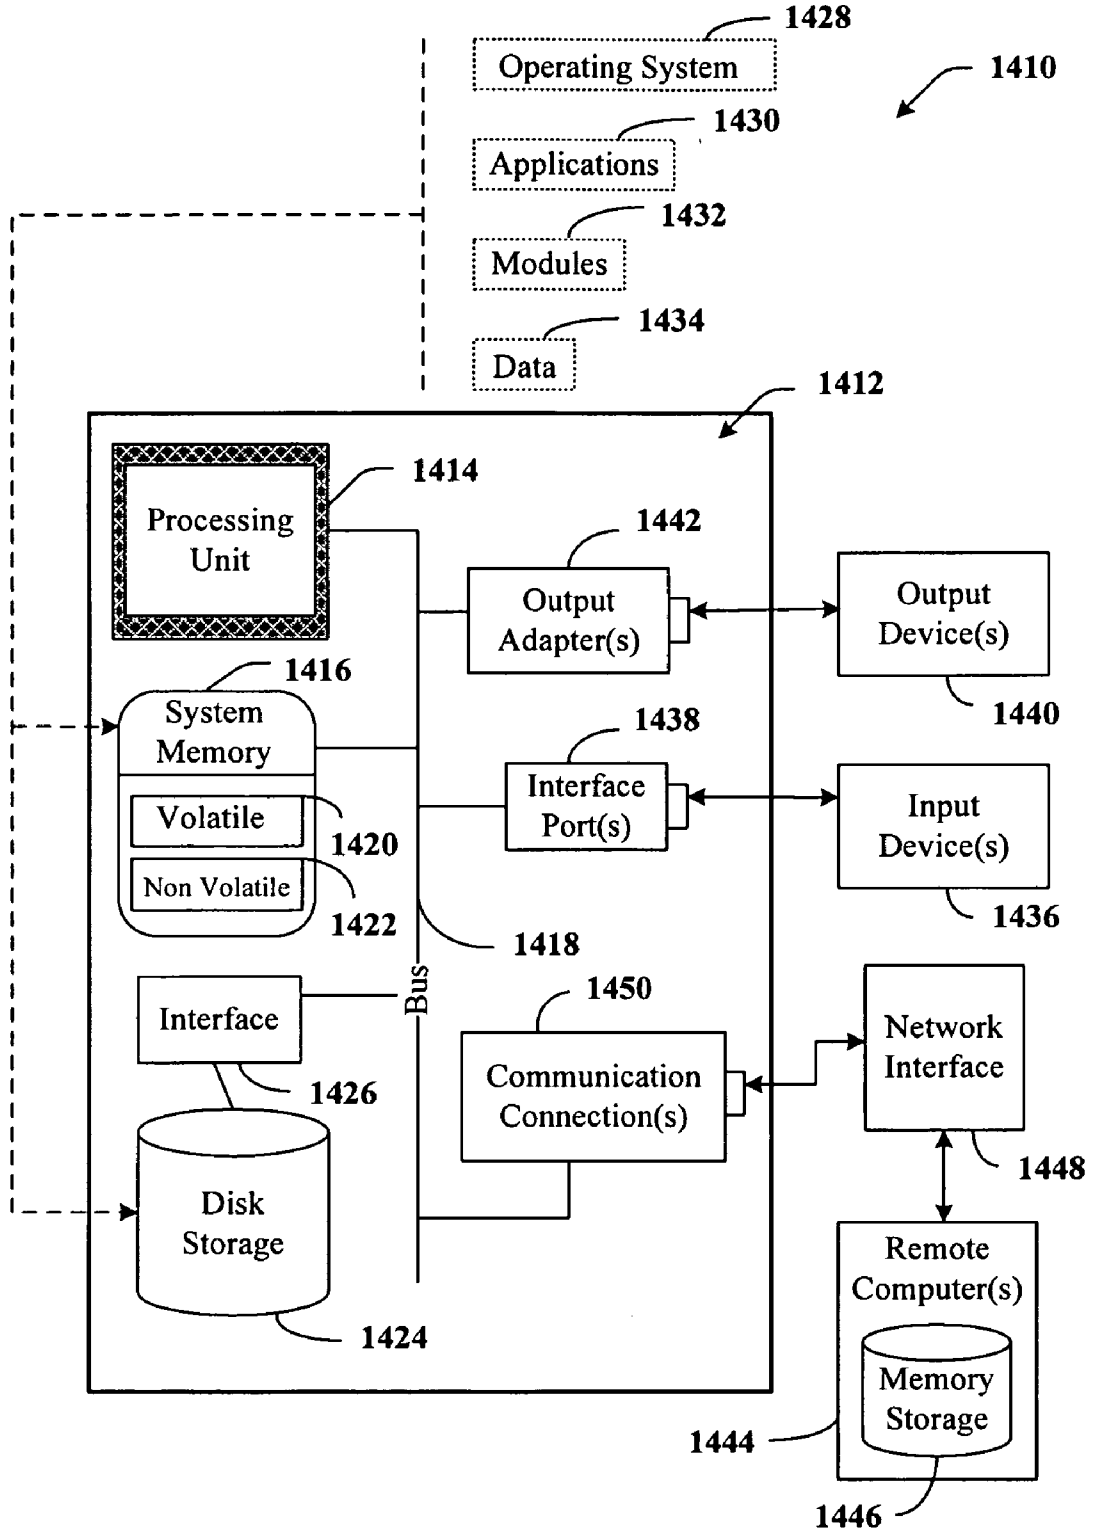 1428
Operating System
1410
1430
Applications
1432
Modules
1434
Data
1412
1414
Processing
Unit
1442
Output
Adapter(s)
Output
Device(s)
1440
1416
System
Memory
Volatile
1420
Non Volatile
1422
1438
Interface
Port(s)
Input
Device(s)
1436
1418
Bus
Interface
1426
1450
Communication
Connection(s)
Network
Interface
1448
Disk
Storage
1424
Remote
Computer(s)
Memory
Storage
1444
1446